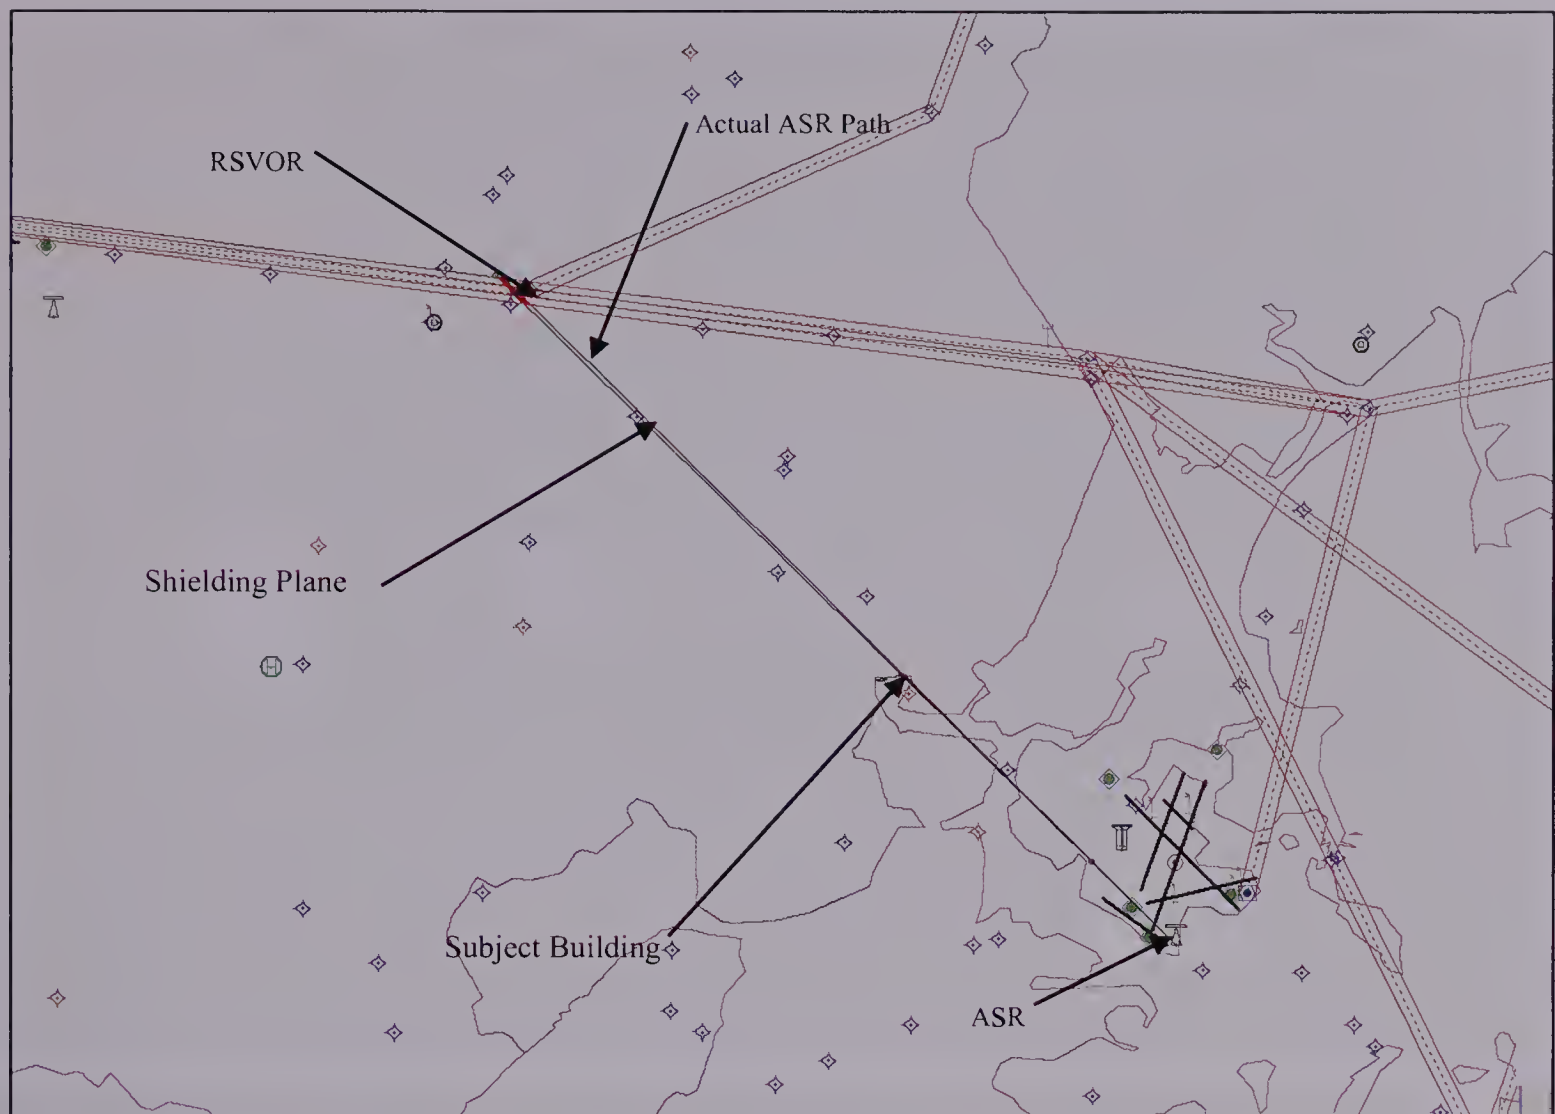 Actual ASR Path
RSVOR
Shielding Plane
Subject Building
ASR